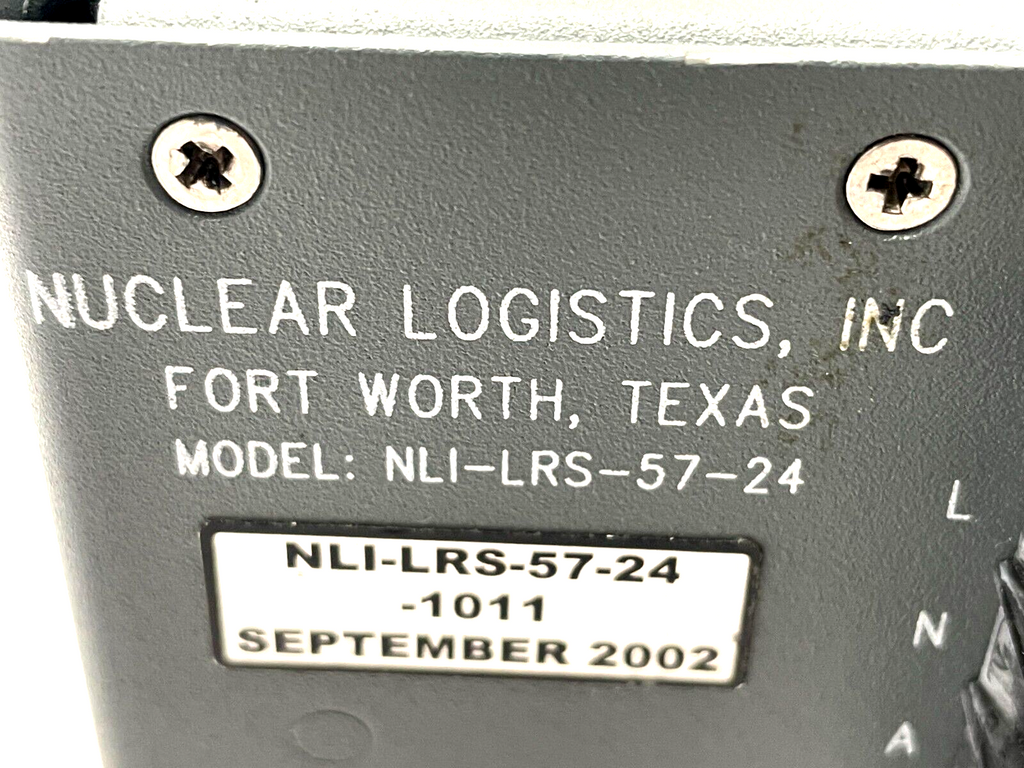 NUCLEAR LOGISTICS, INC
FORT WORTH, TEXAS
MODEL: NLI-LRS-57-24
NLI-LRS-57-24
-1011
SEPTEMBER 2002
L
N
A